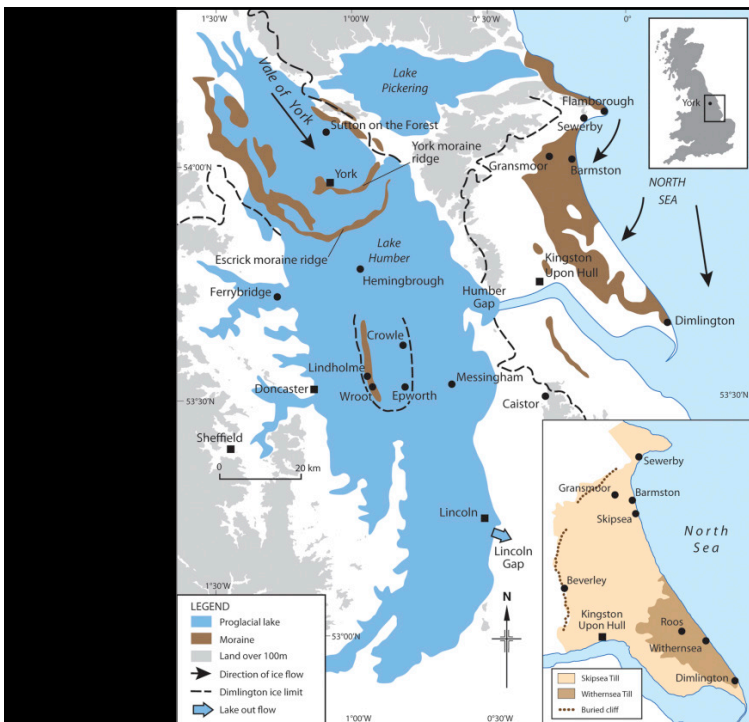 1°30'W
1°00'W
0°30'W
0°
Lake
Pickering
Vale of York
Flamborough
York
Sutton on the Forest
Sewerby
York moraine
ridge
Gransmoor
54°00'N
Barmston
York
NORTH
SEA
Lake
Humber
Escrick moraine ridge
Kingston
Upon Hull
Hemingbrough
Humber
Gap
Ferrybridge
Dimlington
Crowle
Lindholme
Messingham
Doncaster
Wroot
Epworth
Caistor
53°30'N
53°30'N
Sheffield
0
20 km
Sewerby
Gransmoor
Barmston
Skipsea
Lincoln
North
Sea
Lincoln
Gap
Beverley
1°30'W
N
Kingston
Upon Hull
Roos
Withernsea
LEGEND
Proglacial lake
Moraine
Land over 100m
Direction of ice flow
Dimlington ice limit
Lake out flow
53°00'N
Dimlington
Skipsea Till
Withernsea Till
Buried cliff
1°00'W
0°30'W